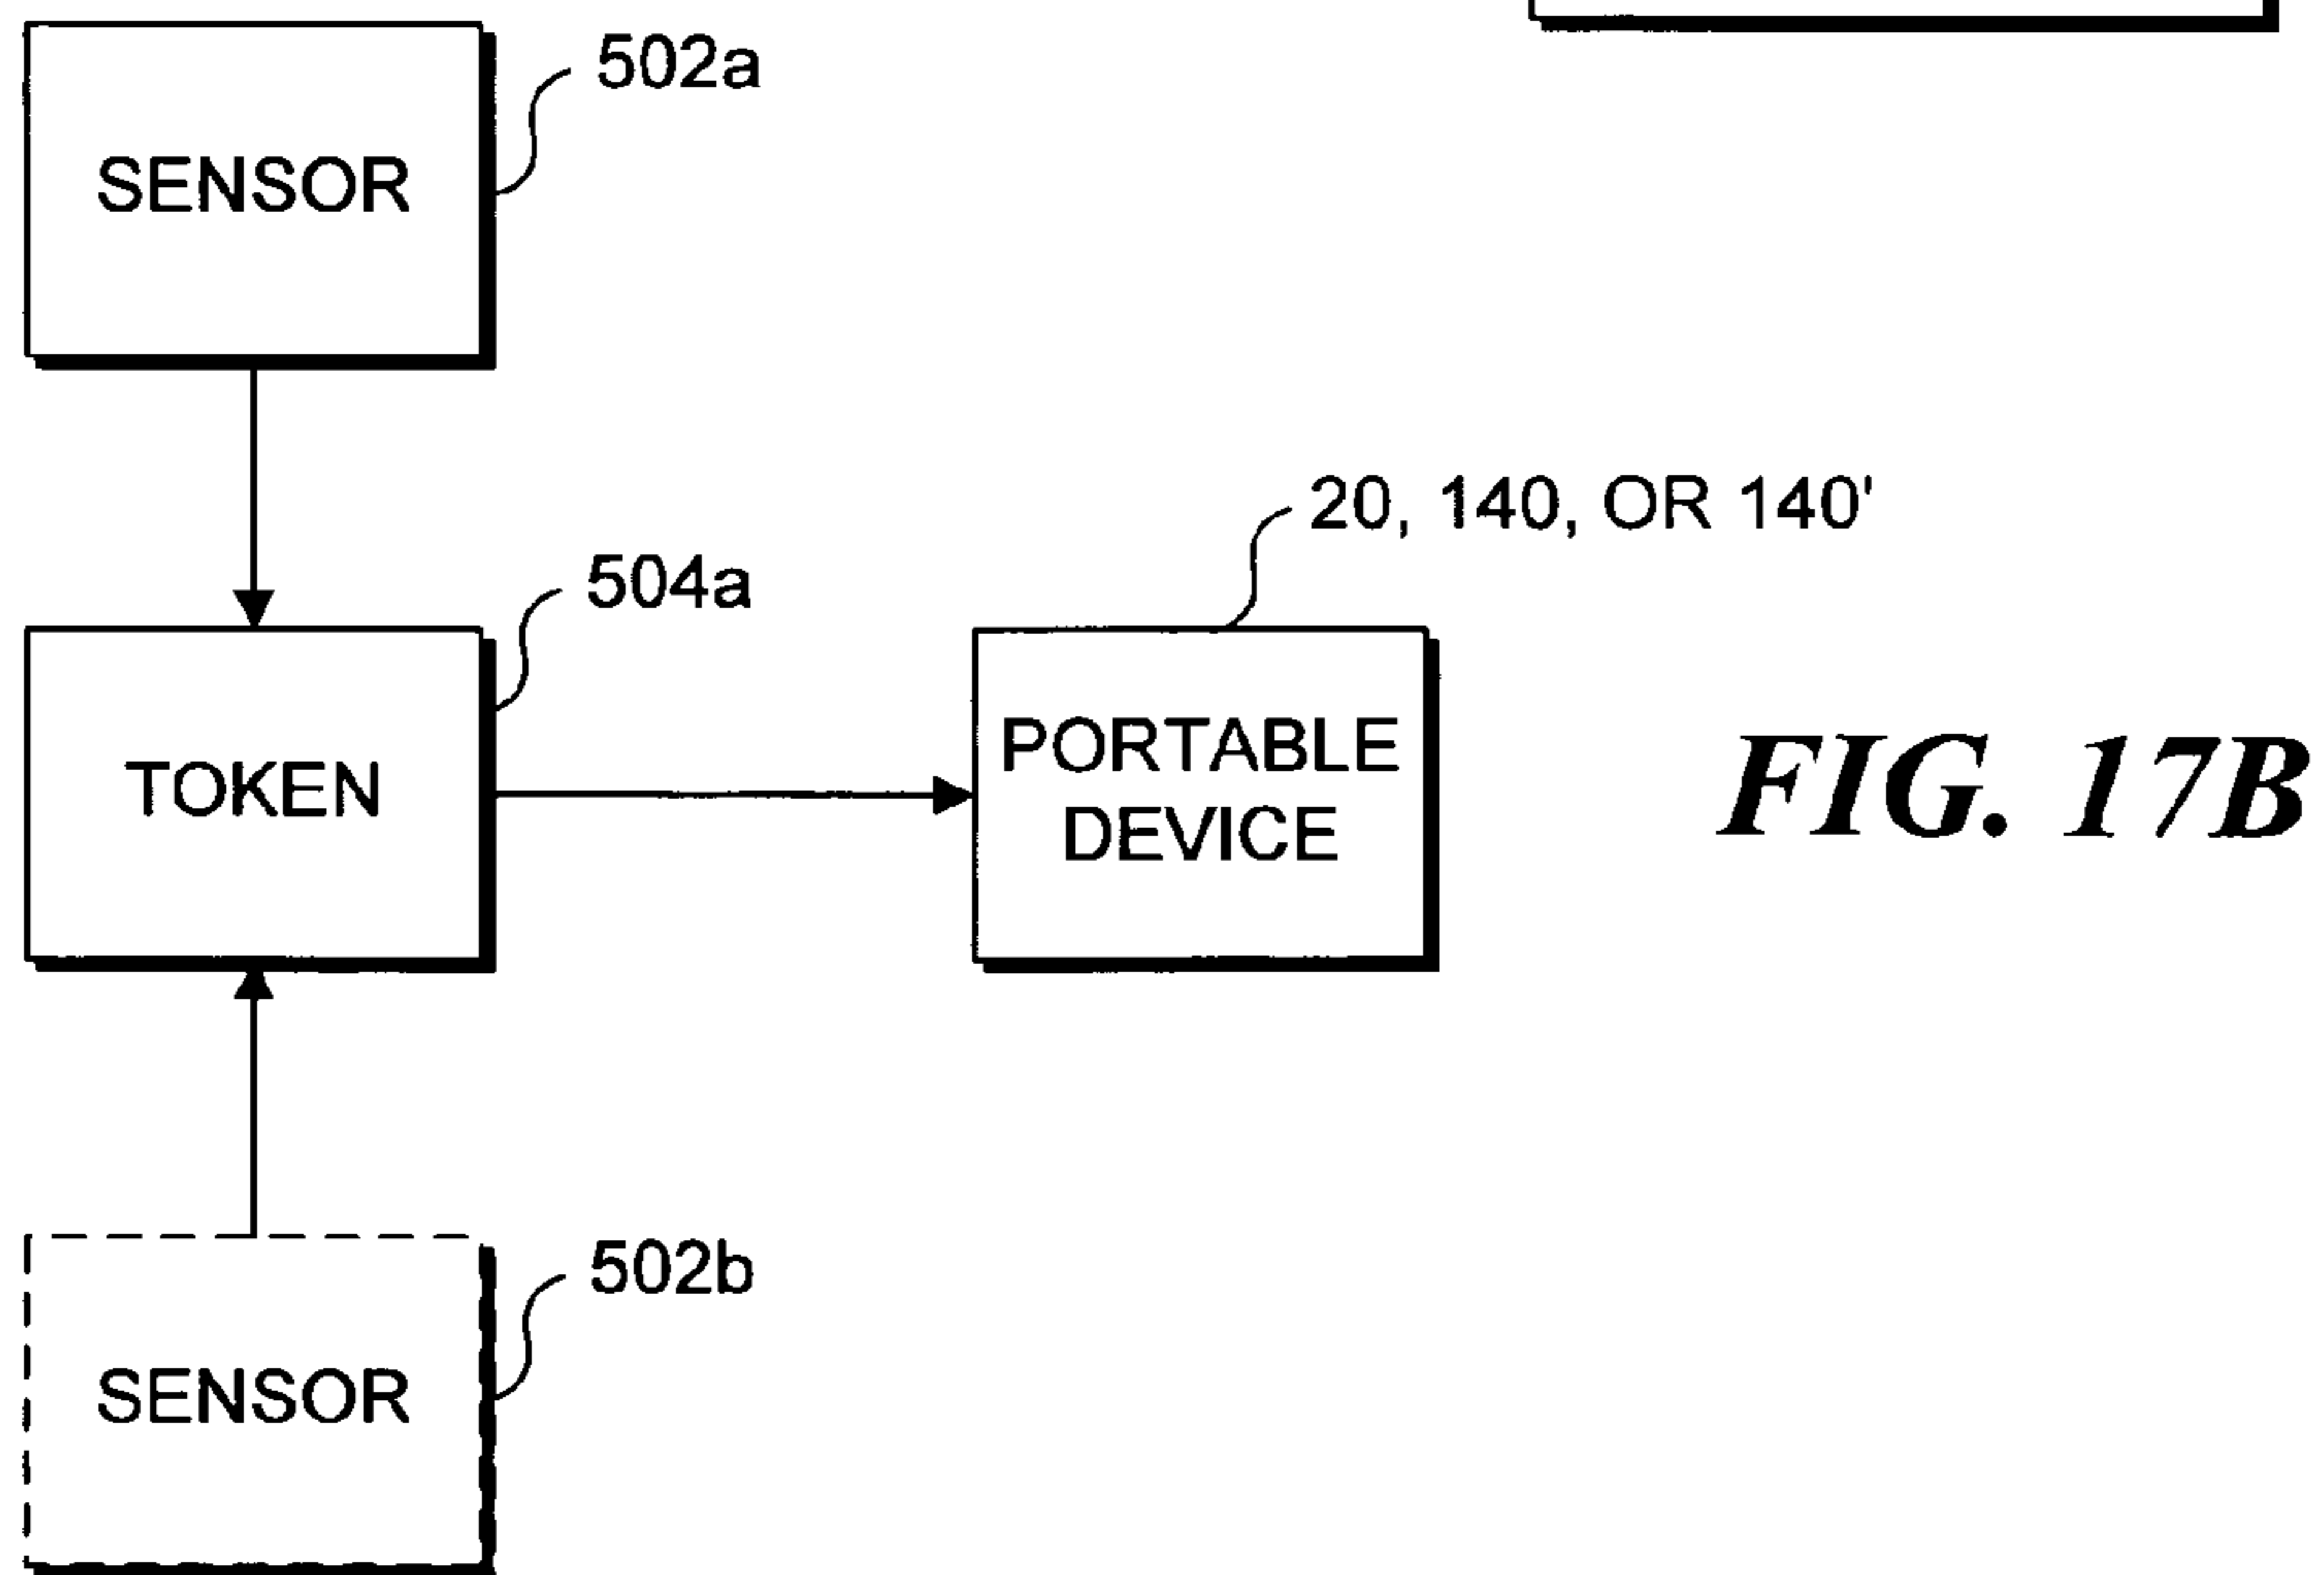 502a
SENSOR
20, 140, OR 140'
504a
PORTABLE
DEVICE
TOKEN
FIG. 17B
502b
SENSOR